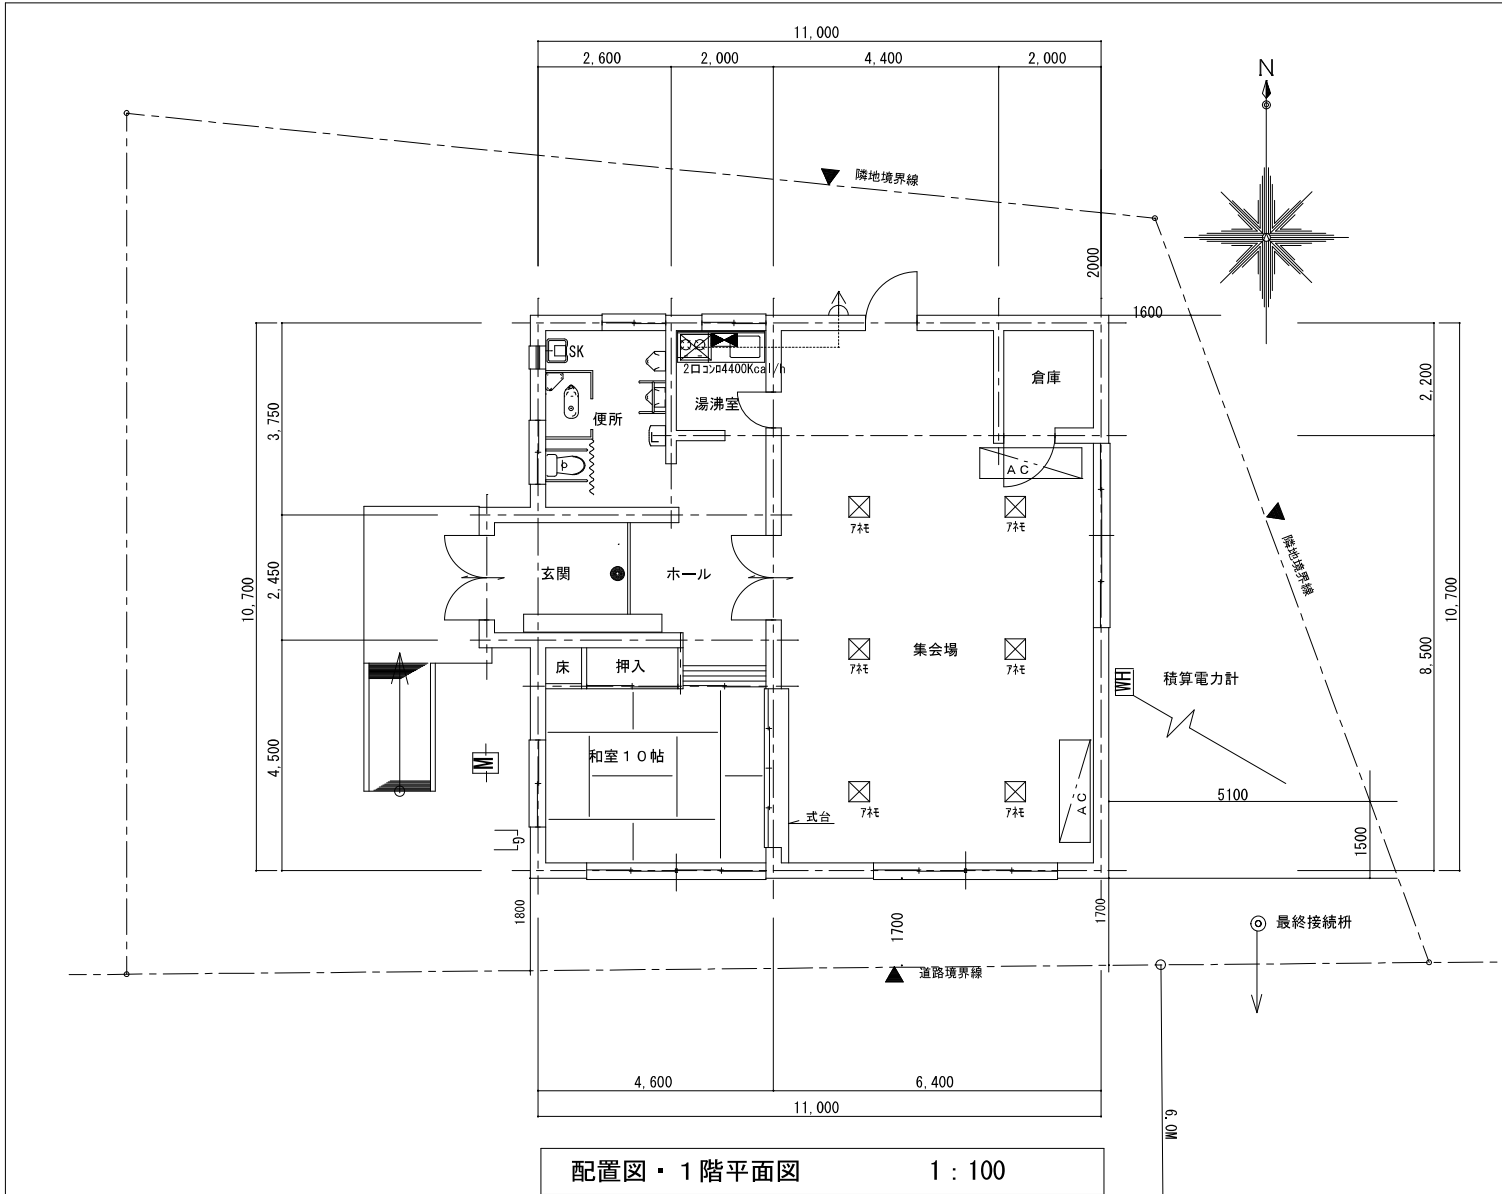 11,000
2,600
2,000
4,400
2,000
N
隣地境界線
2000
1600
SK
2口コンロ4400Kcal/h
湯沸室
便所
倉庫
2,200
3,750
AC
アネモ
アネモ
隣地境界線
玄関
ホール
10,700
2,450
10,700
集会場
アネモ
アネモ
8,500
床
押入
WH
積算電力計
4,500
M
和室10帖
アネモ
アネモ
AC
5100
式台
1500
G
1800
1700
1700
最終接続枡
道路境界線
4,600
6,400
11,000
6.0M
配置図・1階平面図
1:100